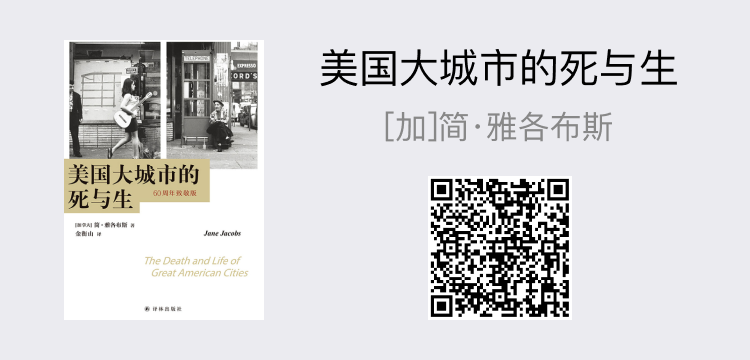 美国大城市的死与生
[加]简·雅各布斯
TELEPHONE
EXPRESSO
ORD'S
美国大城市的
死与生
60周年致敬版
[加拿大] 简·雅各布斯 著
金衡山 译
Jane Jacobs
The Death and Life of
Great American Cities
译林出版社